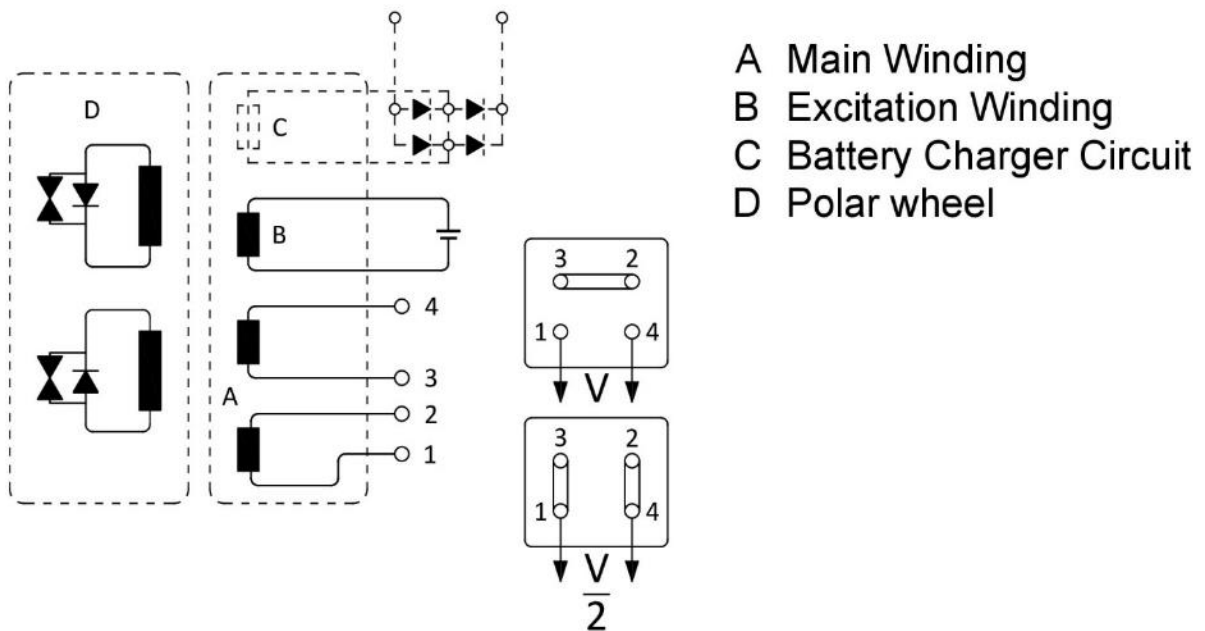 A Main Winding
B Excitation Winding
C Battery Charger Circuit
D Polar wheel
D
C
B
4
3
A
2
1
3 2
1 4
V
3 2
1 4
V
2